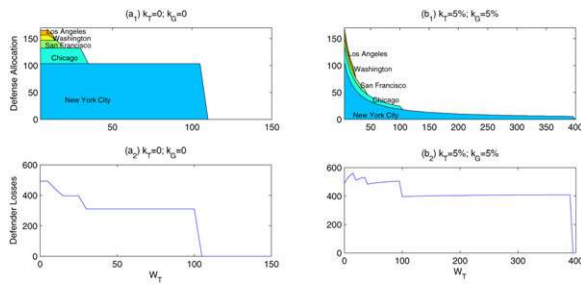 (a1) kT=0; kG=0
Defense Allocation
150
100
50
0
Los Angeles
Washington
San Francisco
Chicago
New York City
50
100
150
(b1) kT=5%; kG=5%
150
100
50
0
Los Angeles
Washington
San Francisco
Chicago
New York City
0
50
100
150
200
250
300
350
400
(a2) kT=0; kG=0
Defender Losses
600
400
200
0
0
50
100
150
WT
(b2) kT=5%; kG=5%
600
400
200
0
0
100
200
300
400
WT